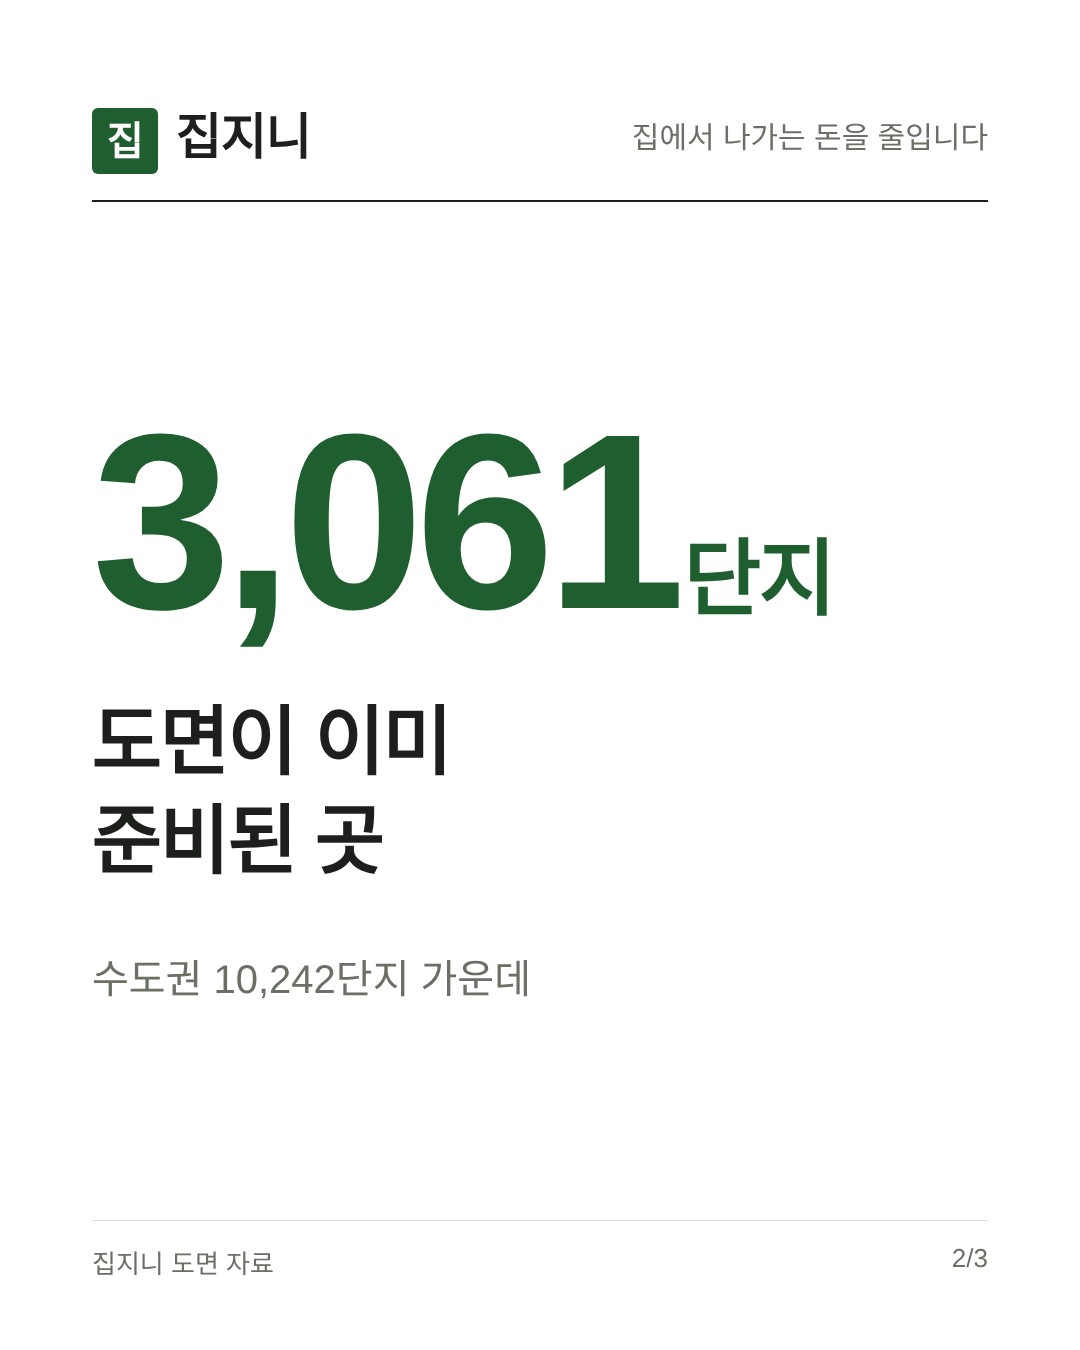 집 집지니
집에서 나가는 돈을 줄입니다
3,061단지
도면이 이미
준비된 곳
수도권 10,242단지 가운데
집지니 도면 자료
2/3